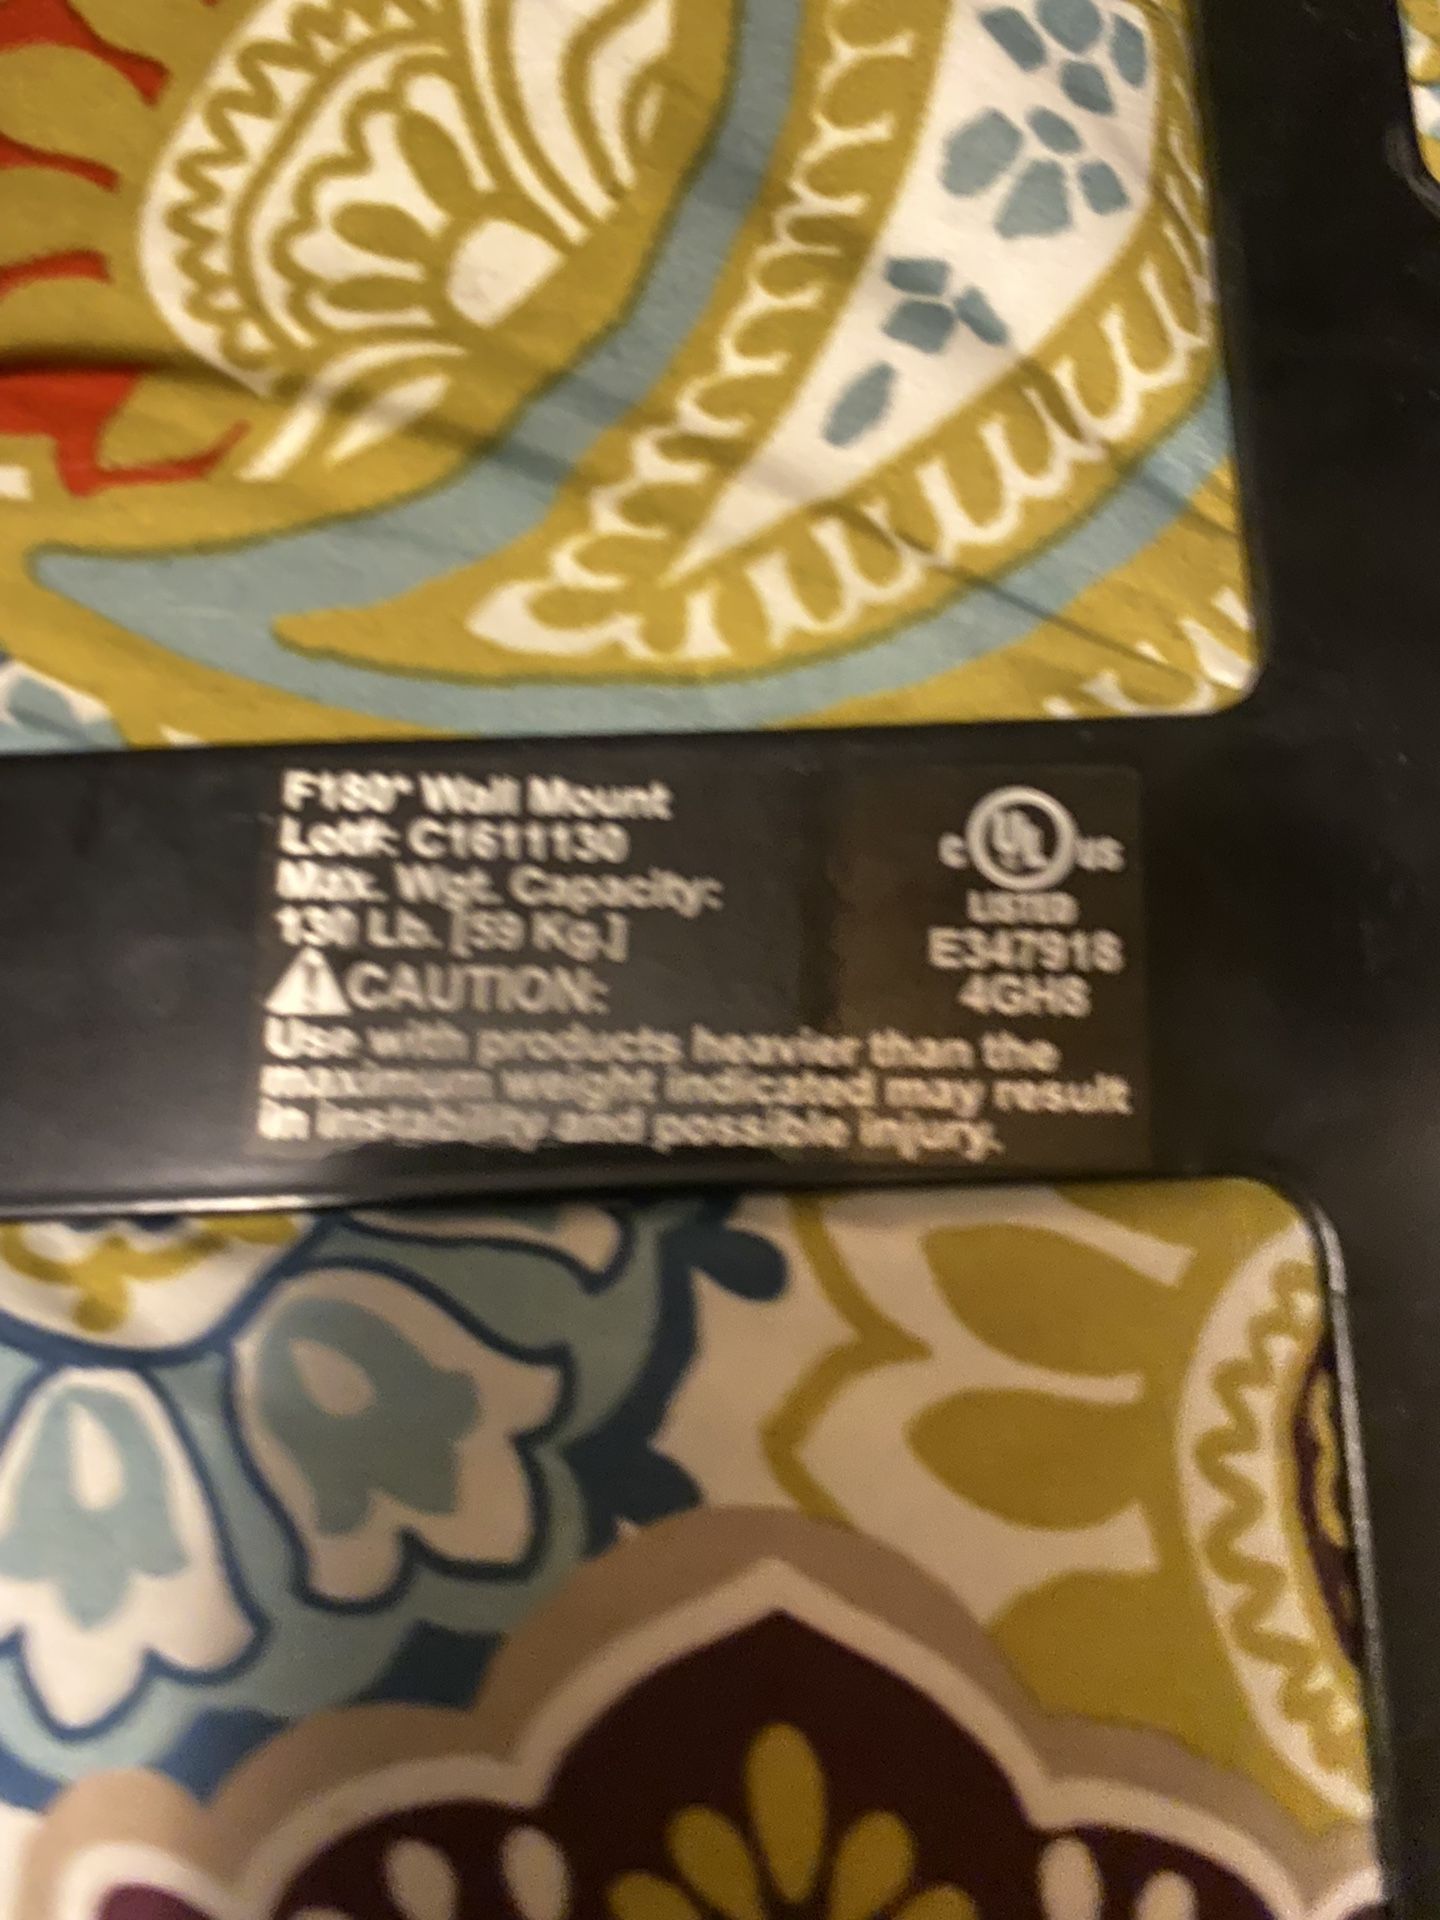 F180° Wall Mount
Lot#: C1611130
Max. Wgt. Capacity:
130 Lb. [59 Kg.]
CAUTION:
Use with products heavier than the
maximum weight indicated may result
in instability and possible injury.
c UL US
LISTED
E347918
4GH8